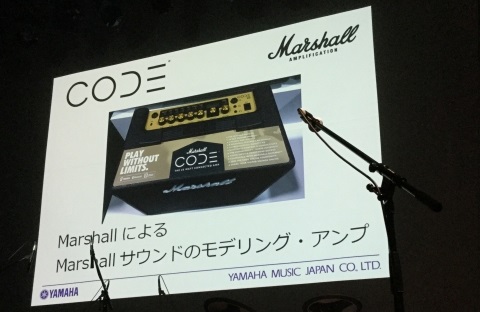 CODE
Marshall
AMPLIFICATION
PLAY
WITHOUT
LIMITS.
Marshall
CODE
Marshall
Marshall による
Marshall サウンドのモデリング・アンプ
YAMAHA
YAMAHA MUSIC JAPAN CO., LTD.